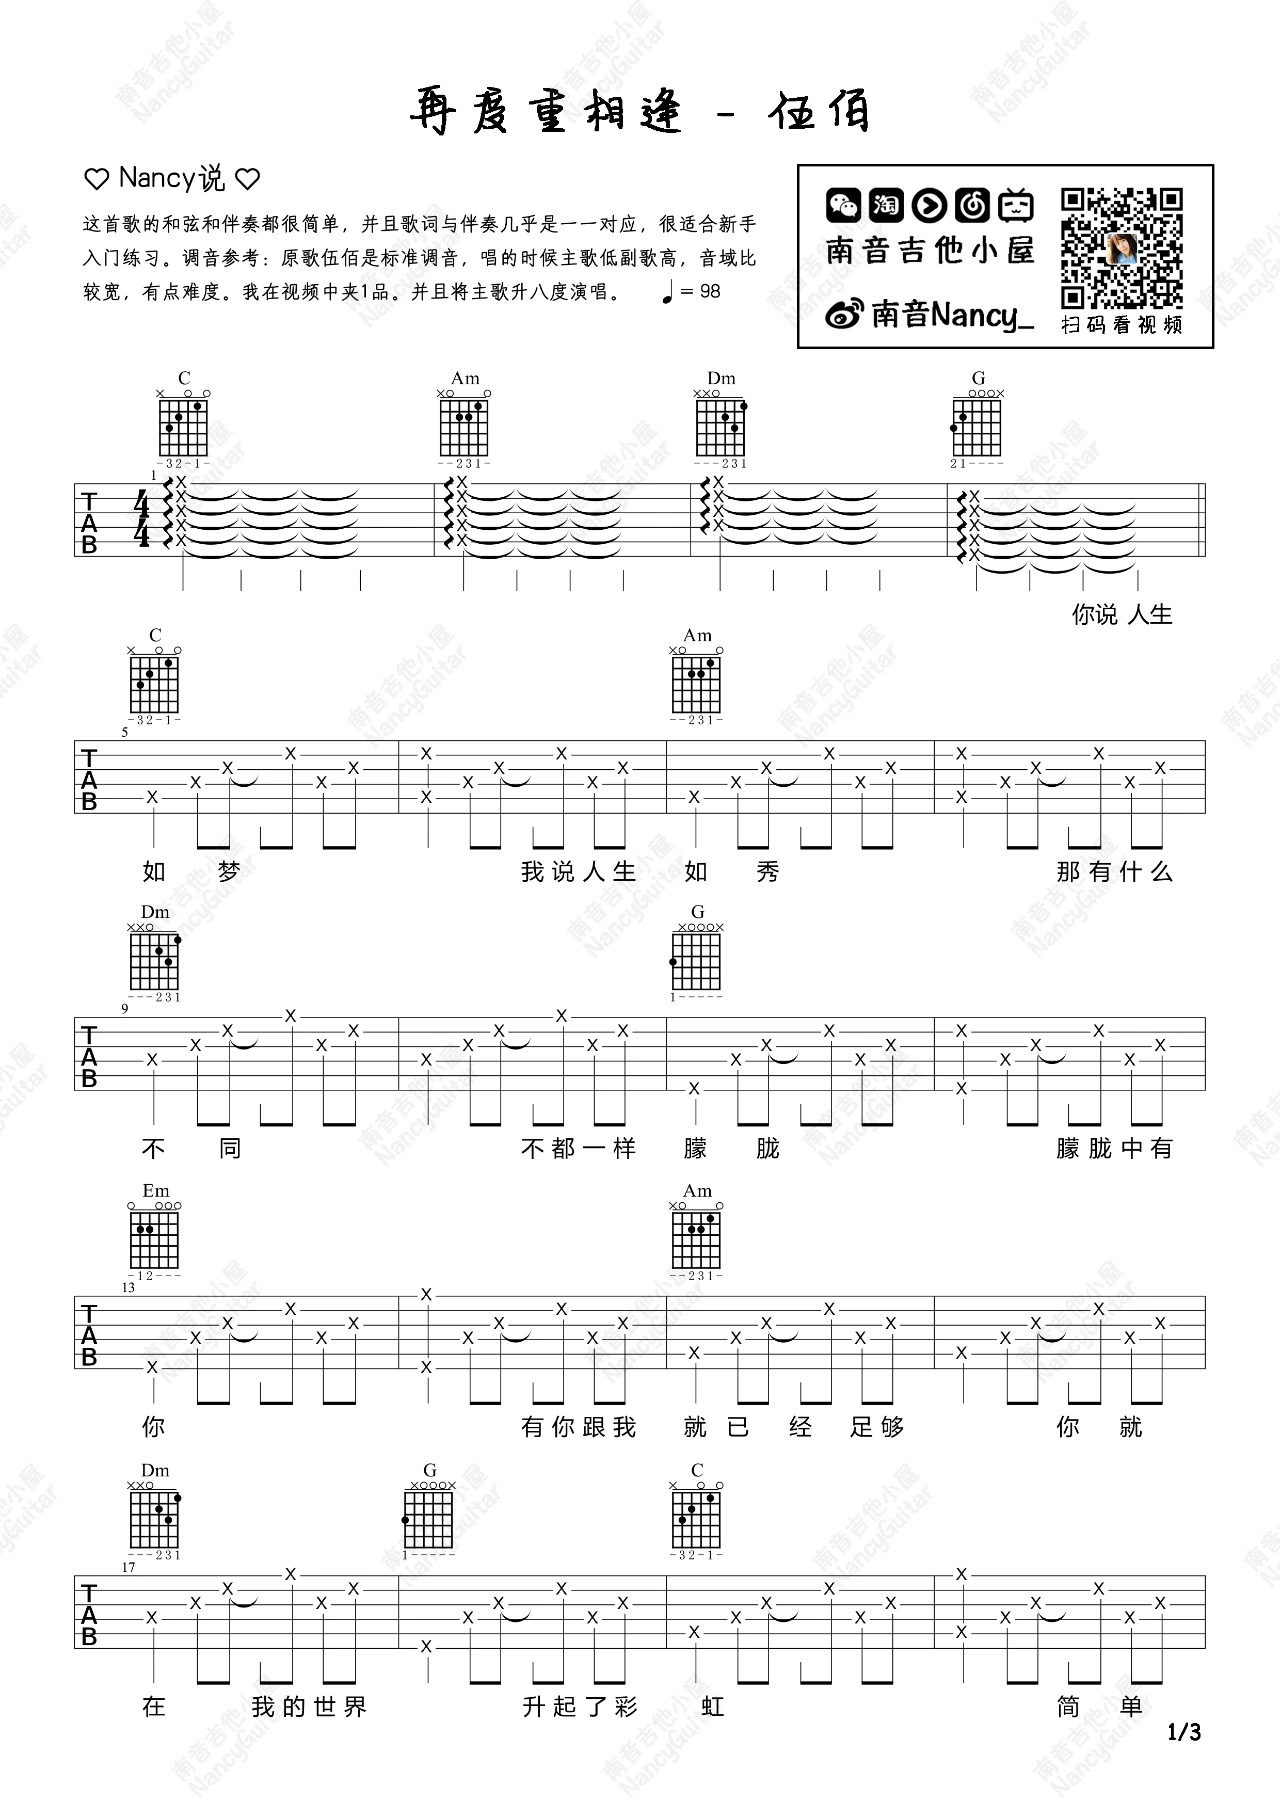 再度重相逢 - 伍佰
♡ Nancy说 ♡
这首歌的和弦和伴奏都很简单，并且歌词与伴奏几乎是一一对应，很适合新手
入门练习。调音参考：原歌伍佰是标准调音，唱的时候主歌低副歌高，音域比
较宽，有点难度。我在视频中夹1品。并且将主歌升八度演唱。 ♩= 98
淘
南音吉他小屋
南音Nancy_
扫码看视频
C Am Dm G
-32-1- --231- ---231 21----
1
TAB 4/4
你说 人生
C Am
-32-1- --231-
5
TAB
如 梦 我说人生 如 秀 那有什么
Dm G
---231 1-----
9
TAB
不 同 不都一样 朦 胧 朦胧中有
Em Am
-12--- --231-
13
TAB
你 有你跟我 就已 经 足够 你 就
Dm G C
---231 1----- -32-1-
17
TAB
在 我的世界 升起了彩 虹 简 单
1/3
南音吉他小屋
NancyGuitar